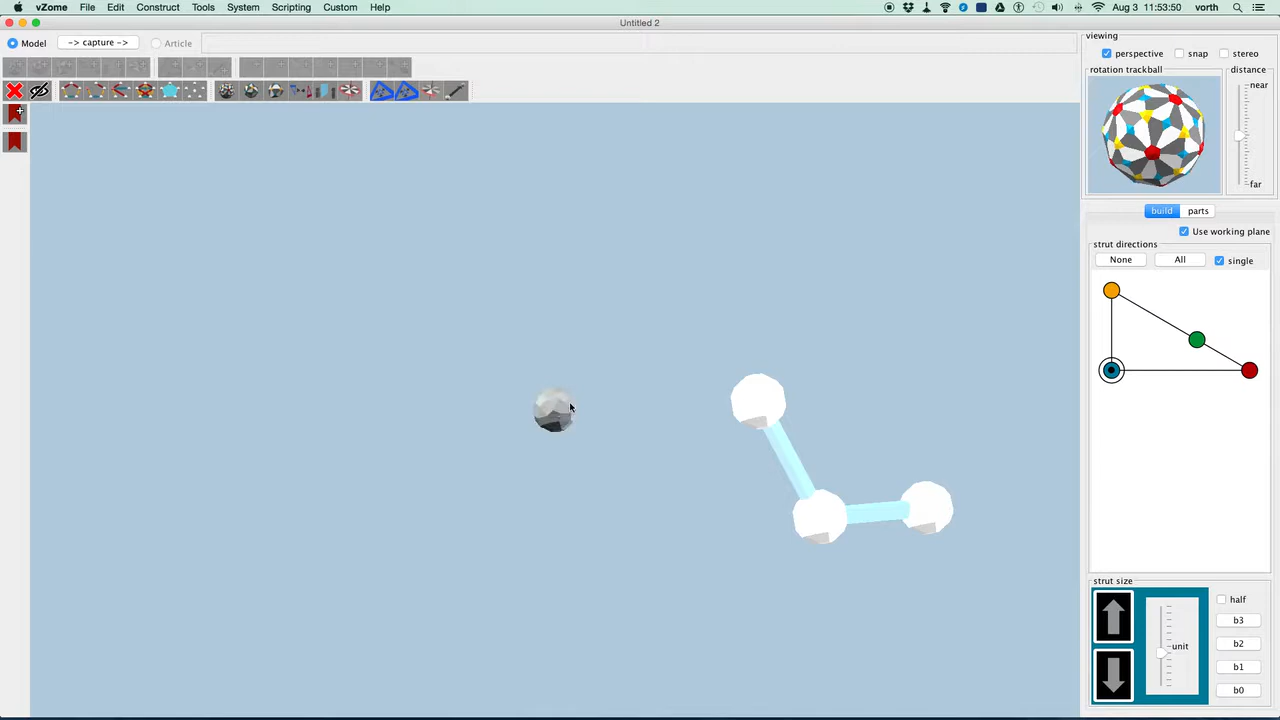 vZome File Edit Construct Tools System Scripting Custom Help Aug 3 11:53:50 vorth
Untitled 2
Model -> capture -> Article
viewing
perspective snap stereo
rotation trackball distance
near
far
build parts
Use working plane
strut directions
None All single
strut size
half
b3
unit b2
b1
b0